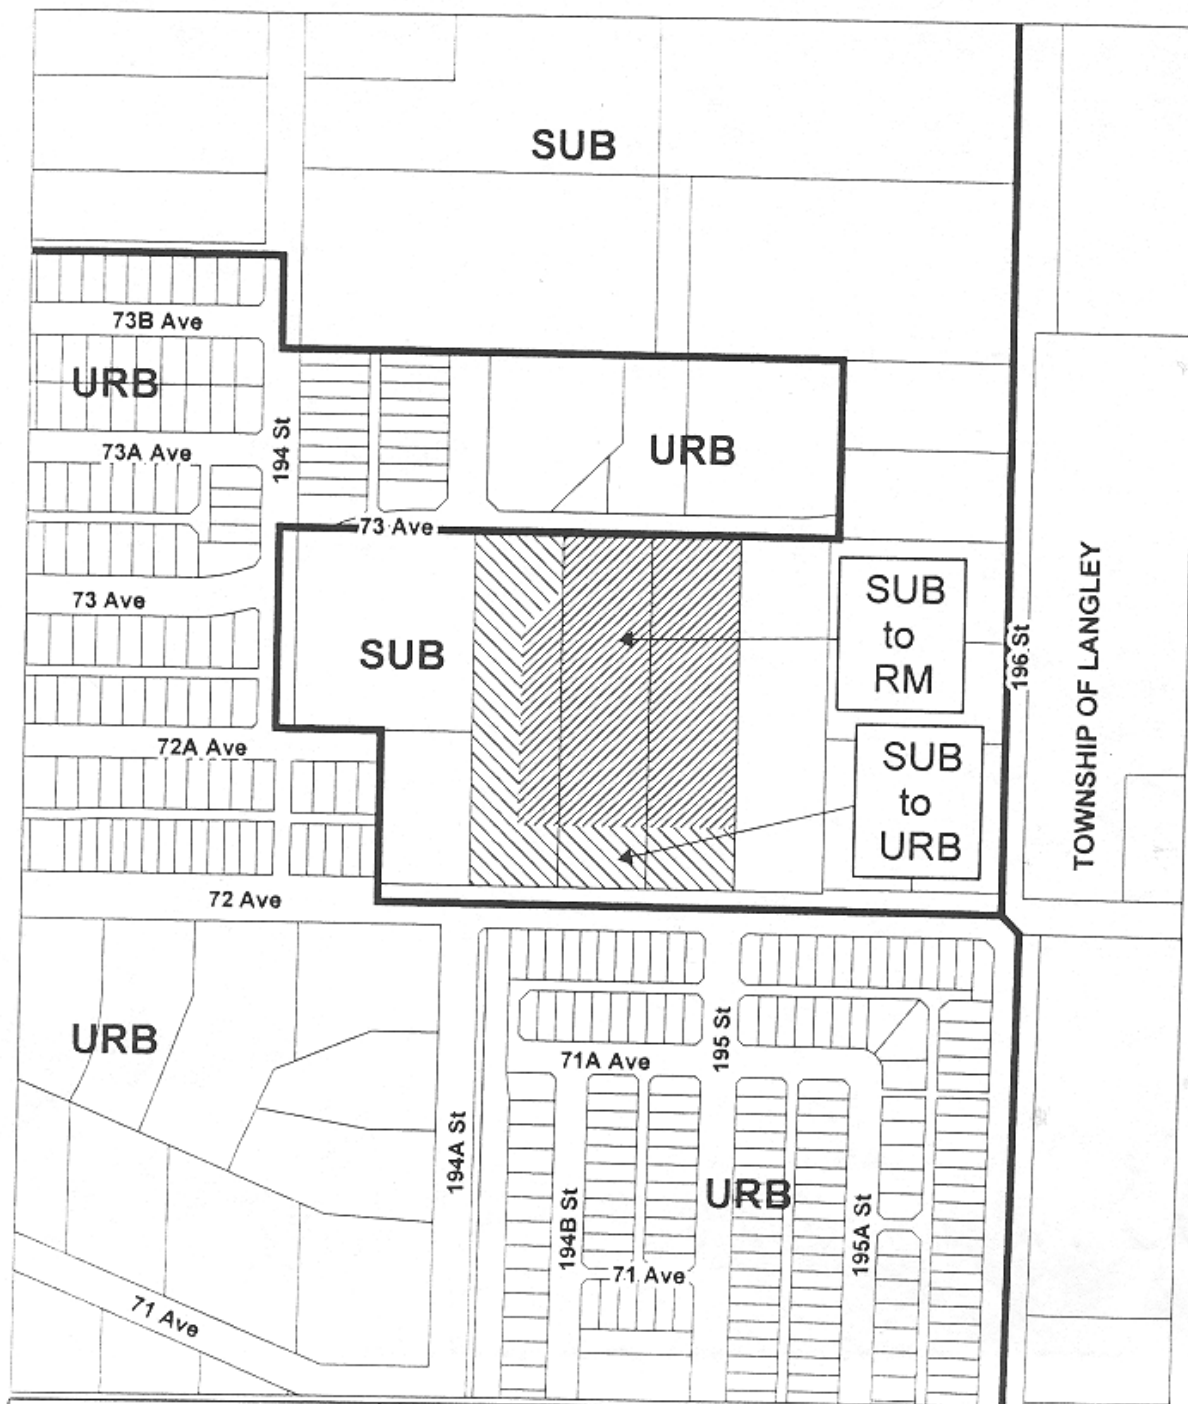 SUB
73B Ave
URB
73A Ave
194 St
URB
73 Ave
73 Ave
SUB
SUB
to
RM
196 St
TOWNSHIP OF LANGLEY
72A Ave
SUB
to
URB
72 Ave
URB
71A Ave
195 St
194A St
194B St
URB
195A St
71 Ave
71 Ave